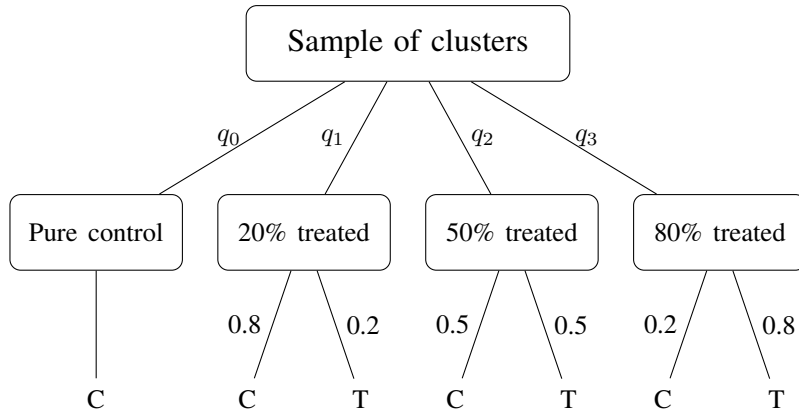 Sample of clusters
q0 q1 q2 q3
Pure control 20% treated 50% treated 80% treated
0.8 0.2 0.5 0.5 0.2 0.8
C C T C T C T